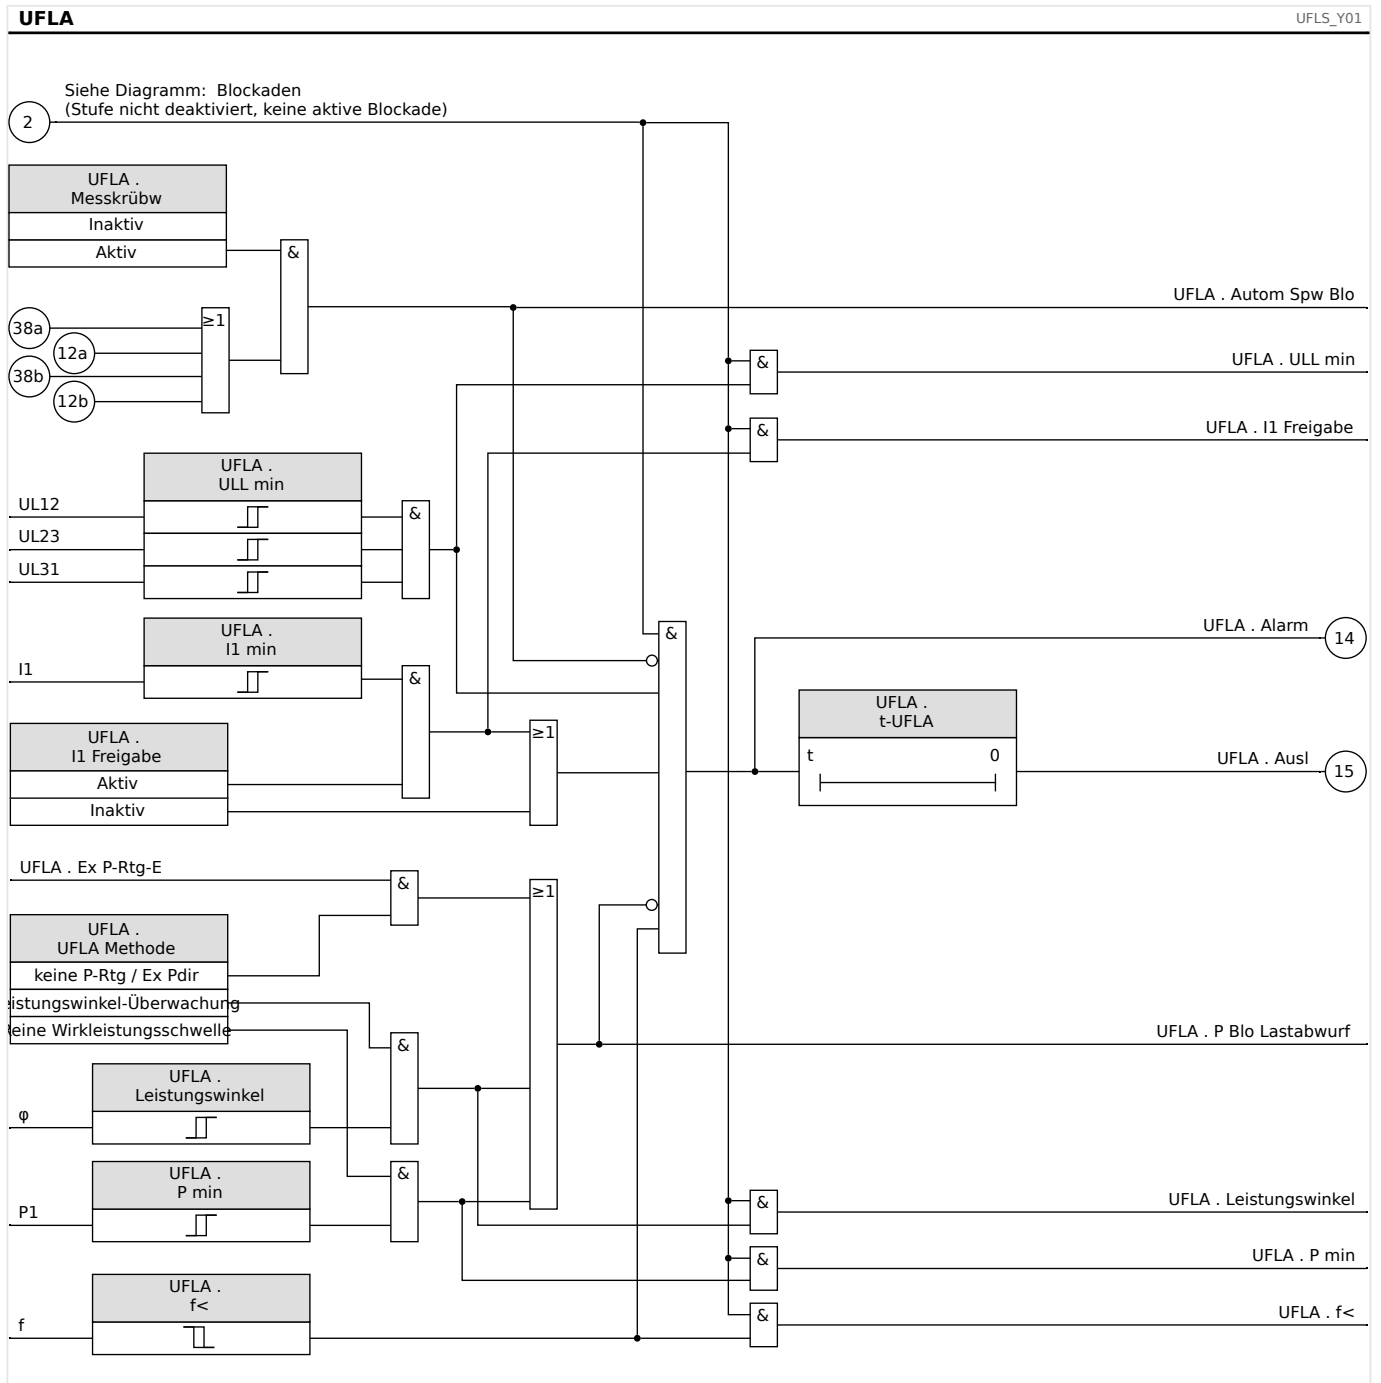 UFLA
UFLS_Y01
Siehe Diagramm: Blockaden
(Stufe nicht deaktiviert, keine aktive Blockade)
2
UFLA .
Messkrübw
Inaktiv
Aktiv
&
UFLA . Autom Spw Blo
38a
12a
38b
12b
≥1
&
UFLA . ULL min
&
UFLA . I1 Freigabe
UFLA .
ULL min
UL12
UL23
UL31
&
UFLA .
I1 min
I1
&
&
UFLA . Alarm
14
UFLA .
I1 Freigabe
Aktiv
Inaktiv
≥1
UFLA .
t-UFLA
t
0
UFLA . Ausl
15
UFLA . Ex P-Rtg-E
&
≥1
UFLA .
UFLA Methode
keine P-Rtg / Ex Pdir
eistungswinkel-Überwachung
eine Wirkleistungsschwelle
&
UFLA . P Blo Lastabwurf
UFLA .
Leistungswinkel
φ
UFLA .
P min
P1
&
&
UFLA . Leistungswinkel
&
UFLA . P min
UFLA .
f<
f
&
UFLA . f<